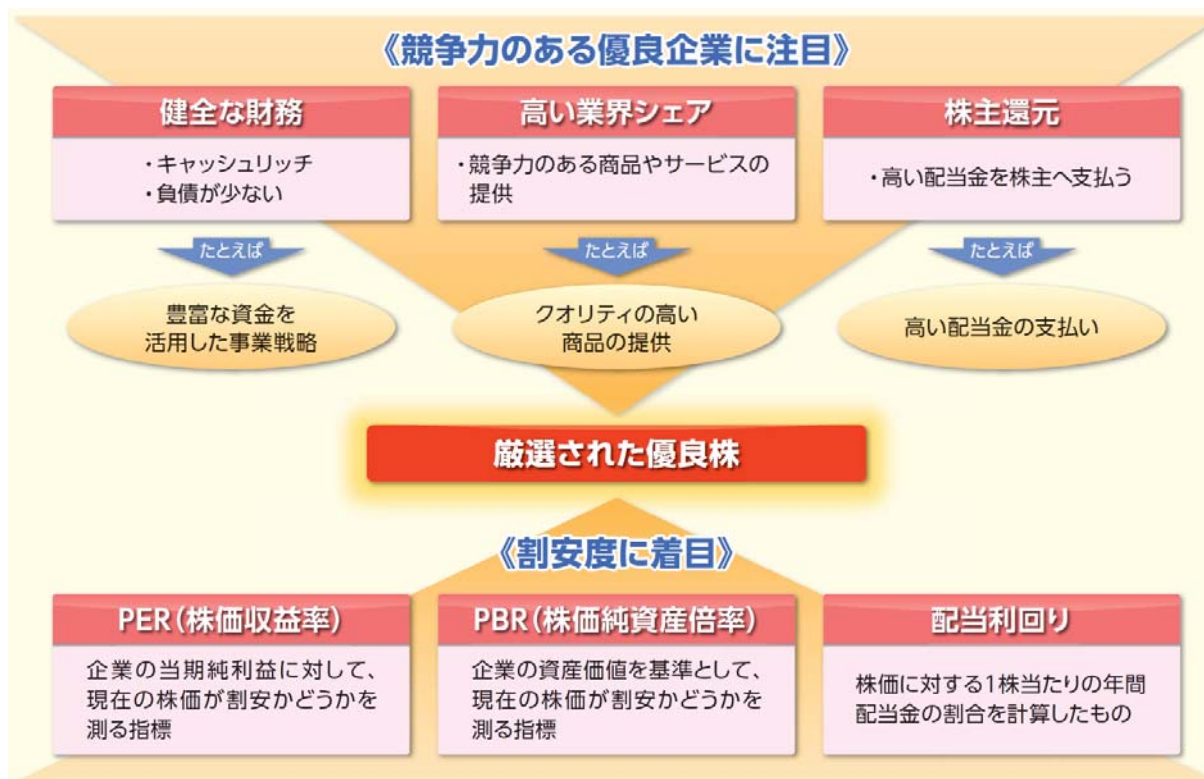 《競争力のある優良企業に注目》
健全な財務
・キャッシュリッチ
・負債が少ない
高い業界シェア
・競争力のある商品やサービスの
提供
株主還元
・高い配当金を株主へ支払う
たとえば
たとえば
たとえば
豊富な資金を
活用した事業戦略
クオリティの高い
商品の提供
高い配当金の支払い
厳選された優良株
《割安度に着目》
PER(株価収益率)
企業の当期純利益に対して、
現在の株価が割安かどうかを
測る指標
PBR(株価純資産倍率)
企業の資産価値を基準として、
現在の株価が割安かどうかを
測る指標
配当利回り
株価に対する1株当たりの年間
配当金の割合を計算したもの